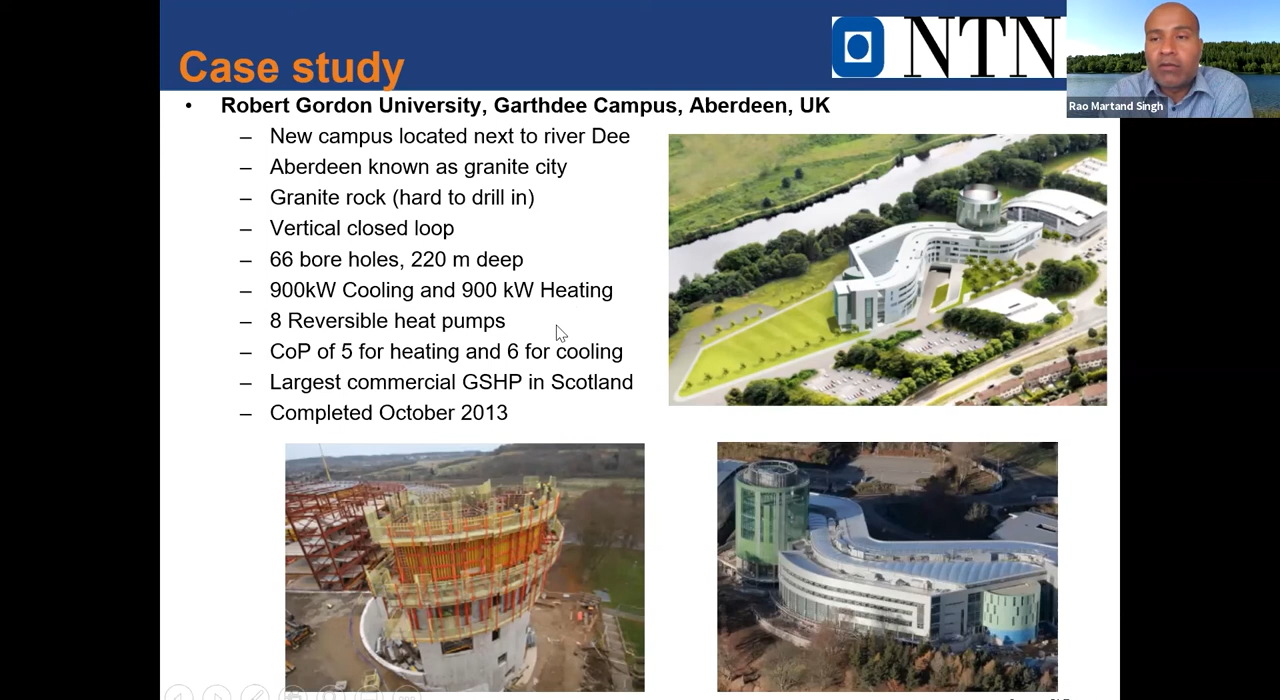 Case study
NTN
Rao Martand Singh
• Robert Gordon University, Garthdee Campus, Aberdeen, UK
– New campus located next to river Dee
– Aberdeen known as granite city
– Granite rock (hard to drill in)
– Vertical closed loop
– 66 bore holes, 220 m deep
– 900kW Cooling and 900 kW Heating
– 8 Reversible heat pumps
– CoP of 5 for heating and 6 for cooling
– Largest commercial GSHP in Scotland
– Completed October 2013